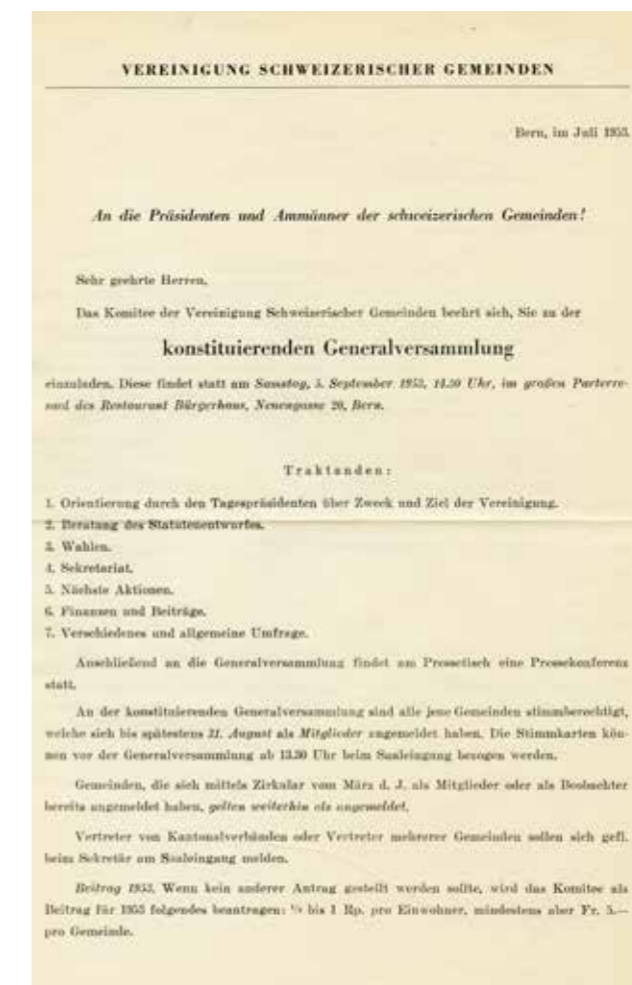 VEREINIGUNG SCHWEIZERISCHER GEMEINDEN
Bern, im Juli 1953.
An die Präsidenten und Ammänner der schweizerischen Gemeinden!
Sehr geehrte Herren,
Das Komitee der Vereinigung Schweizerischer Gemeinden beehrt sich, Sie zu der
konstituierenden Generalversammlung
einzuladen. Diese findet statt am Samstag, 5. September 1953, 14.30 Uhr, im großen Parterre-
saal des Restaurant Bürgerhaus, Neuengasse 20, Bern.
Traktanden:
1. Orientierung durch den Tagespräsidenten über Zweck und Ziel der Vereinigung.
2. Beratung des Statutenentwurfes.
3. Wahlen.
4. Sekretariat.
5. Nächste Aktionen.
6. Finanzen und Beiträge.
7. Verschiedenes und allgemeine Umfrage.
Anschließend an die Generalversammlung findet am Pressetisch eine Pressekonferenz
statt.
An der konstituierenden Generalversammlung sind alle jene Gemeinden stimmberechtigt,
welche sich bis spätestens 31. August als Mitglieder angemeldet haben. Die Stimmkarten kön-
nen vor der Generalversammlung ab 13.30 Uhr beim Saaleingang bezogen werden.
Gemeinden, die sich mittels Zirkular vom März d. J. als Mitglieder oder als Beobachter
bereits angemeldet haben, gelten weiterhin als angemeldet.
Vertreter von Kantonalverbänden oder Vertreter mehrerer Gemeinden sollen sich gefl.
beim Sekretär am Saaleingang melden.
Beitrag 1953. Wenn kein anderer Antrag gestellt werden sollte, wird das Komitee als
Beitrag für 1953 folgendes beantragen: bis 1 Rp. pro Einwohner, mindestens aber Fr. 5.—
pro Gemeinde.